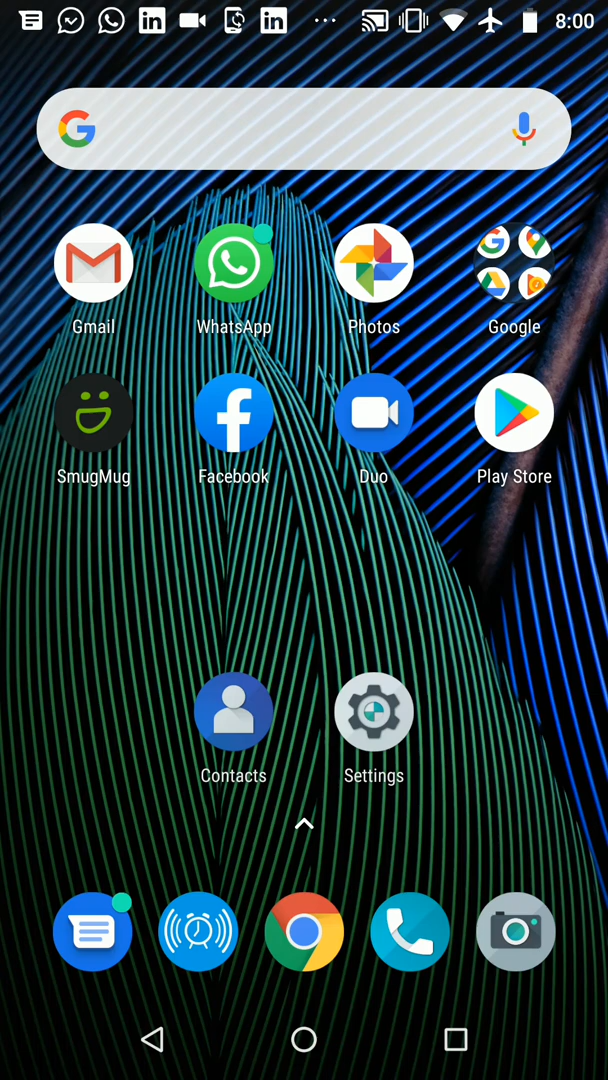 8:00
Gmail
WhatsApp
Photos
Google
SmugMug
Facebook
Duo
Play Store
Contacts
Settings